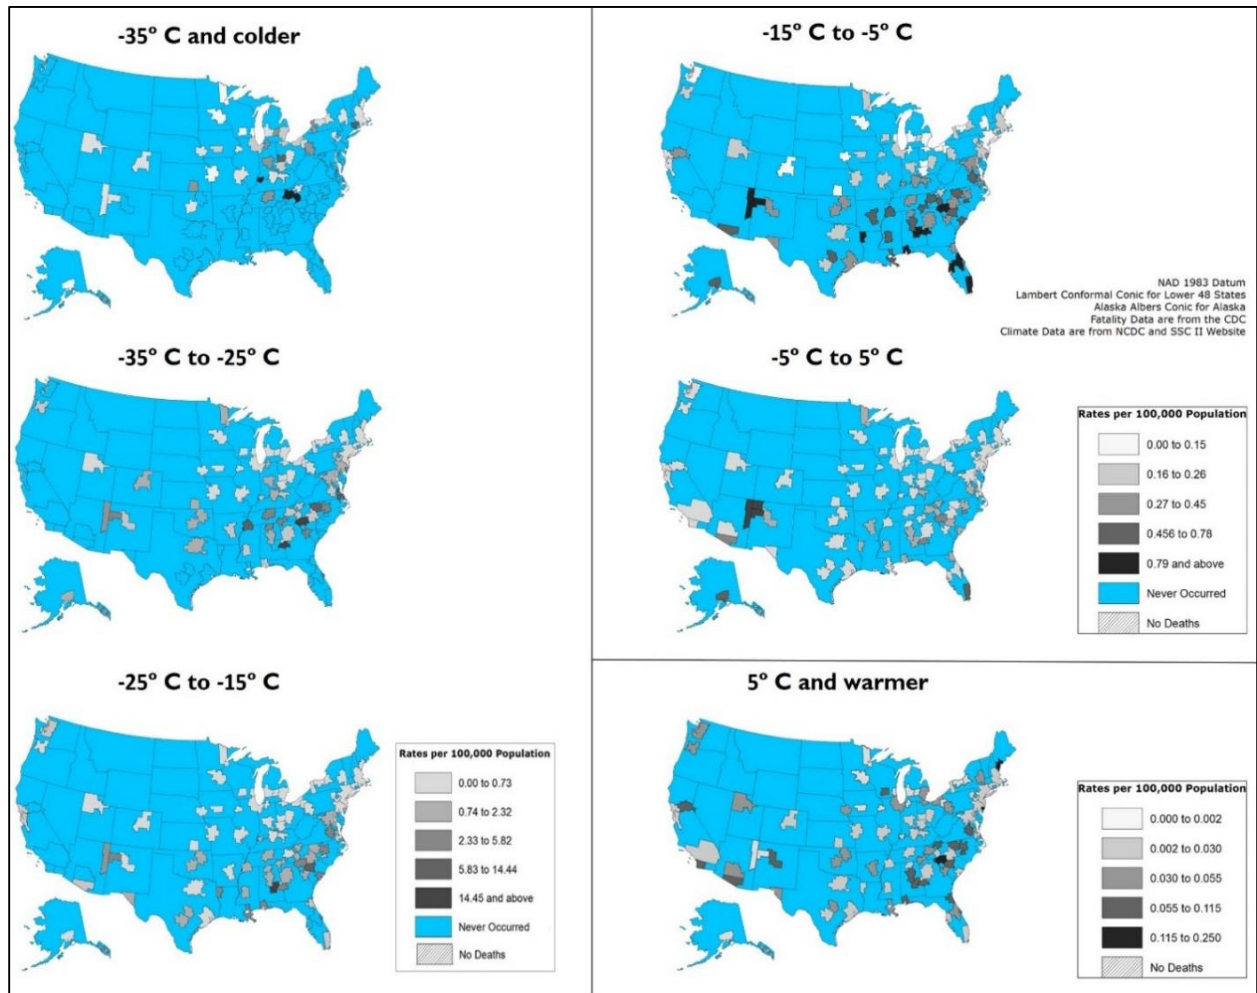 -35° C and colder
-35° C to -25° C
-25° C to -15° C
Rates per 100,000 Population
0.00 to 0.73
0.74 to 2.32
2.33 to 5.82
5.83 to 14.44
14.45 and above
Never Occurred
No Deaths
-15° C to -5° C
NAD 1983 Datum
Lambert Conformal Conic for Lower 48 States
Alaska Albers Conic for Alaska
Fatality Data are from the CDC
Climate Data are from NCDC and SSC II Website
-5° C to 5° C
Rates per 100,000 Population
0.00 to 0.15
0.16 to 0.26
0.27 to 0.45
0.456 to 0.78
0.79 and above
Never Occurred
No Deaths
5° C and warmer
Rates per 100,000 Population
0.000 to 0.002
0.002 to 0.030
0.030 to 0.055
0.055 to 0.115
0.115 to 0.250
No Deaths